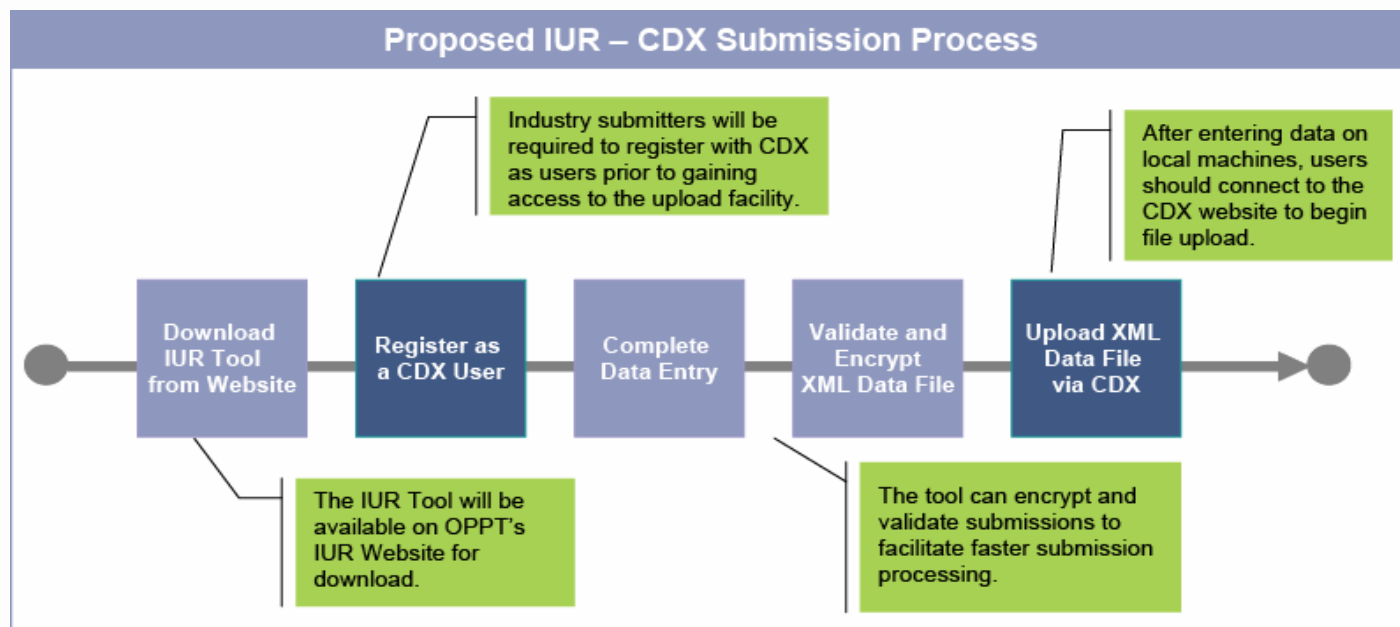 Proposed IUR – CDX Submission Process
Industry submitters will be
required to register with CDX
as users prior to gaining
access to the upload facility.
After entering data on
local machines, users
should connect to the
CDX website to begin
file upload.
Download
IUR Tool
from Website
Register as
a CDX User
Complete
Data Entry
Validate and
Encrypt
XML Data File
Upload XML
Data File
via CDX
The IUR Tool will be
available on OPPT’s
IUR Website for
download.
The tool can encrypt and
validate submissions to
facilitate faster submission
processing.